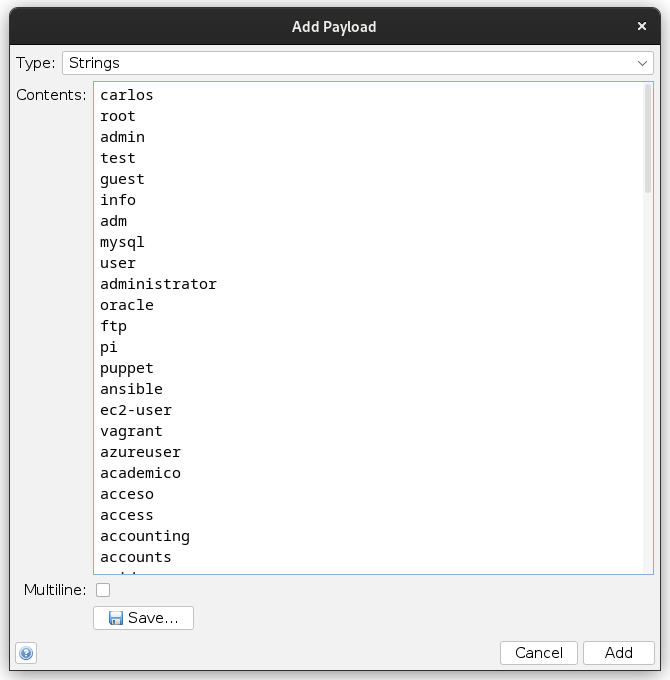 Add Payload
Type: Strings
Contents: carlos
root
admin
test
guest
info
adm
mysql
user
administrator
oracle
ftp
pi
puppet
ansible
ec2-user
vagrant
azureuser
academico
acceso
access
accounting
accounts
Multiline:
Save...
Cancel Add